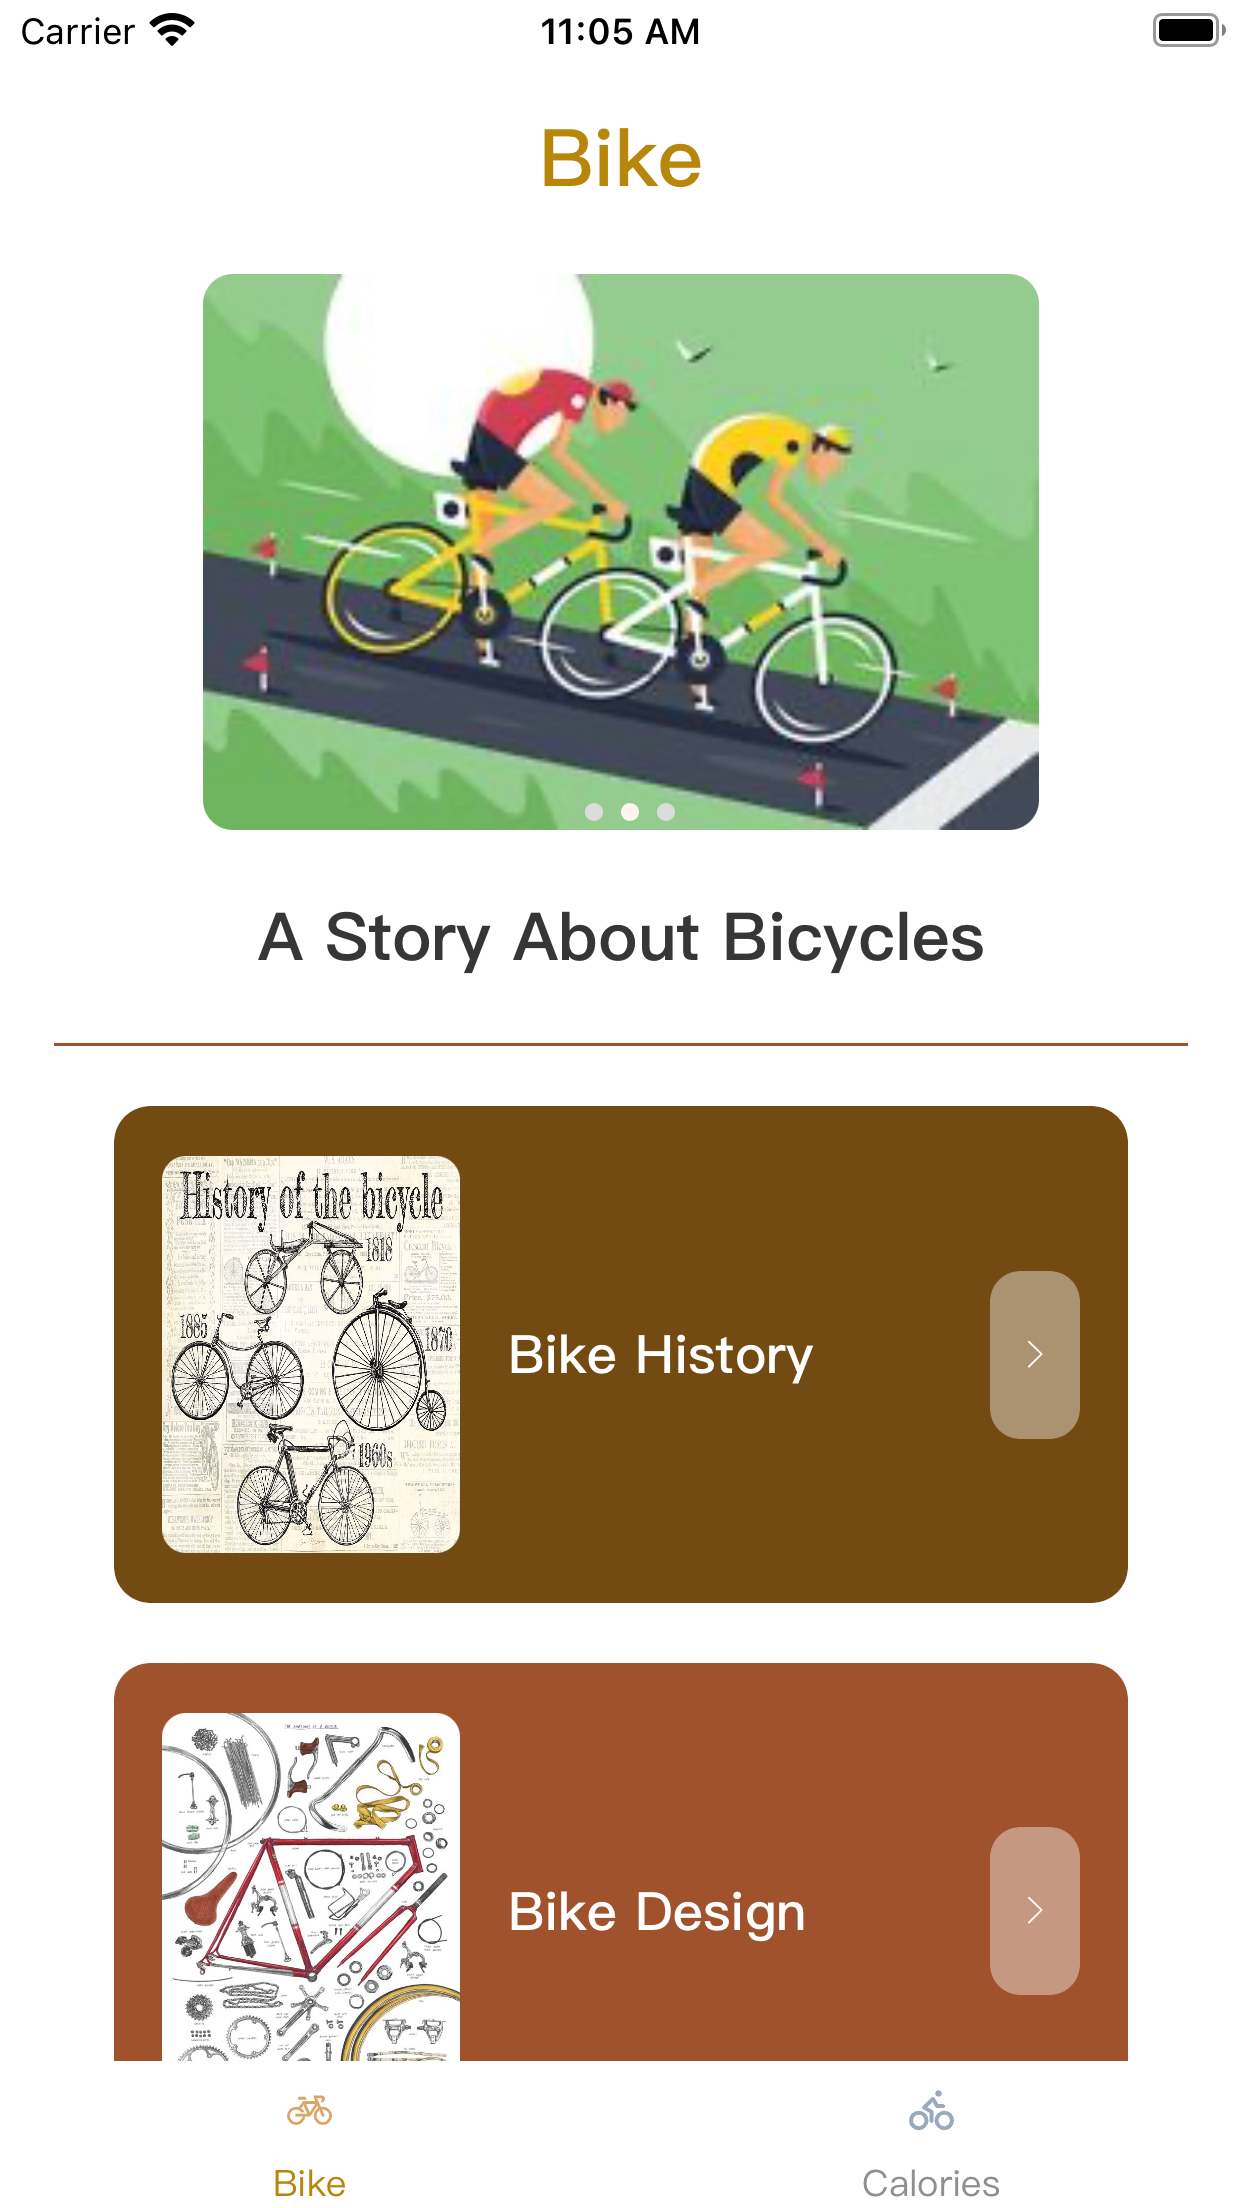 Carrier
11:05 AM
Bike
A Story About Bicycles
History of the bicycle
1818
1885
1870
1960s
Bike History
Bike Design
Bike
Calories